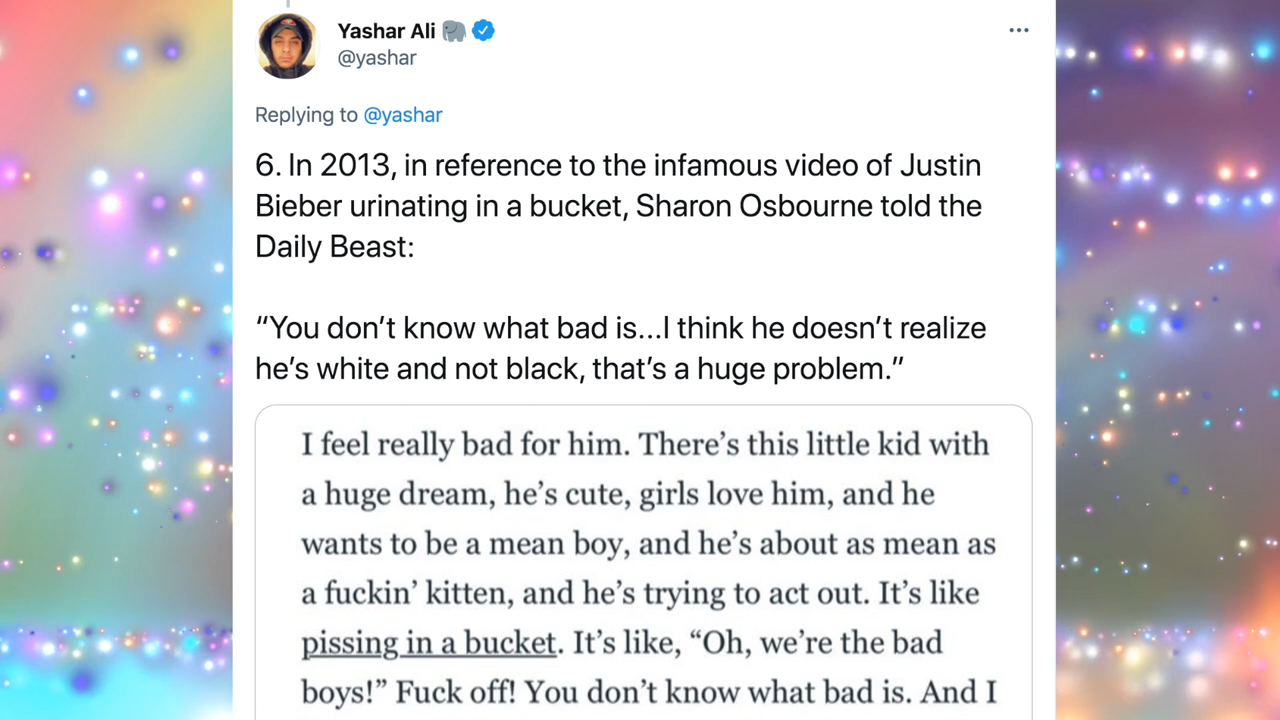 Yashar Ali
@yashar
Replying to @yashar
6. In 2013, in reference to the infamous video of Justin
Bieber urinating in a bucket, Sharon Osbourne told the
Daily Beast:
“You don’t know what bad is...I think he doesn’t realize
he’s white and not black, that’s a huge problem.”
I feel really bad for him. There’s this little kid with
a huge dream, he’s cute, girls love him, and he
wants to be a mean boy, and he’s about as mean as
a fuckin’ kitten, and he’s trying to act out. It’s like
pissing in a bucket. It’s like, “Oh, we’re the bad
boys!” Fuck off! You don’t know what bad is. And I